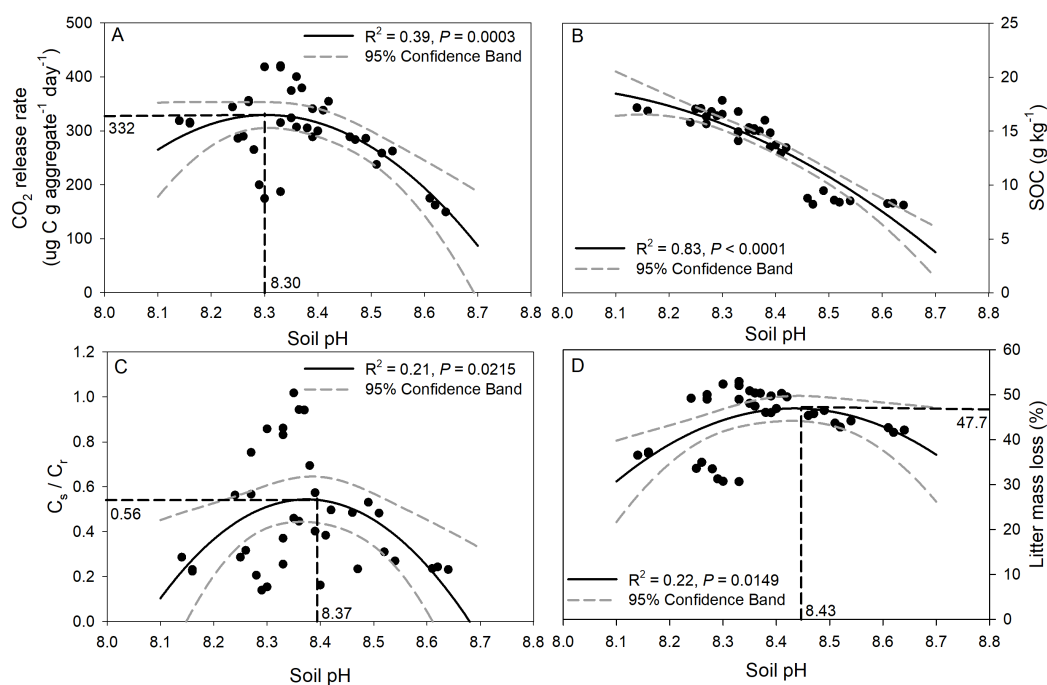 A
R² = 0.39, P = 0.0003
95% Confidence Band
500
400
300
200
100
0
332
8.30
CO₂ release rate
(ug C g aggregate⁻¹ day⁻¹)
8.0 8.1 8.2 8.3 8.4 8.5 8.6 8.7 8.8
Soil pH
B
R² = 0.83, P < 0.0001
95% Confidence Band
25
20
15
10
5
0
SOC (g kg⁻¹)
8.0 8.1 8.2 8.3 8.4 8.5 8.6 8.7 8.8
Soil pH
C
R² = 0.21, P = 0.0215
95% Confidence Band
1.2
1.0
0.8
0.6
0.4
0.2
0.0
0.56
8.37
Cₛ / Cᵣ
8.0 8.1 8.2 8.3 8.4 8.5 8.6 8.7 8.8
Soil pH
D
R² = 0.22, P = 0.0149
95% Confidence Band
60
50
40
30
20
10
0
47.7
8.43
Litter mass loss (%)
8.0 8.1 8.2 8.3 8.4 8.5 8.6 8.7 8.8
Soil pH